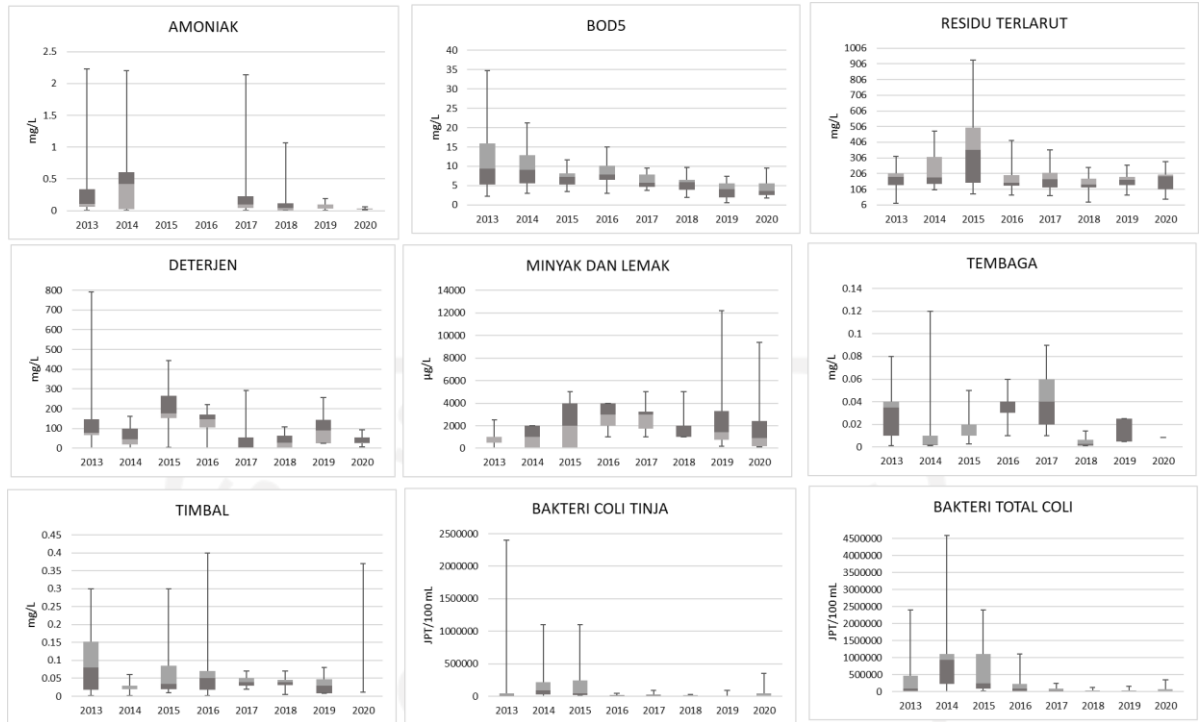 AMONIAK
2.5
2
1.5
1
0.5
0
mg/L
2013 2014 2015 2016 2017 2018 2019 2020
BOD5
40
35
30
25
20
15
10
5
0
mg/L
2013 2014 2015 2016 2017 2018 2019 2020
RESIDU TERLARUT
1006
906
806
706
606
506
406
306
206
106
6
mg/L
2013 2014 2015 2016 2017 2018 2019 2020
DETERJEN
800
700
600
500
400
300
200
100
0
mg/L
2013 2014 2015 2016 2017 2018 2019 2020
MINYAK DAN LEMAK
14000
12000
10000
8000
6000
4000
2000
0
µg/L
2013 2014 2015 2016 2017 2018 2019 2020
TEMBAGA
0.14
0.12
0.1
0.08
0.06
0.04
0.02
0
mg/L
2013 2014 2015 2016 2017 2018 2019 2020
TIMBAL
0.45
0.4
0.35
0.3
0.25
0.2
0.15
0.1
0.05
0
mg/L
2013 2014 2015 2016 2017 2018 2019 2020
BAKTERI COLI TINJA
2500000
2000000
1500000
1000000
500000
0
JPT/100 mL
2013 2014 2015 2016 2017 2018 2019 2020
BAKTERI TOTAL COLI
4500000
4000000
3500000
3000000
2500000
2000000
1500000
1000000
500000
0
JPT/100 mL
2013 2014 2015 2016 2017 2018 2019 2020